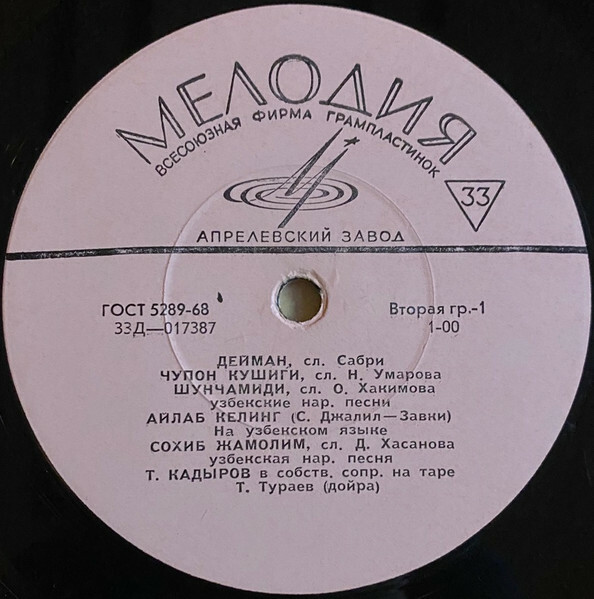 МЕЛОДИЯ
ВСЕСОЮЗНАЯ ФИРМА ГРАМПЛАСТИНОК
33
АПРЕЛЕВСКИЙ ЗАВОД
ГОСТ 5289-68
33Д—017387
Вторая гр.-1
1-00
ДЕЙМАН, сл. Сабри
ЧУПОН КУШИГИ, сл. Н. Умарова
ШУНЧАМИДИ, сл. О. Хакимова
узбекские нар. песни
АЙЛАБ КЕЛИНГ (С. Джалил—Завки)
На узбекском языке
СОХИБ ЖАМОЛИМ, сл. Д. Хасанова
узбекская нар. песня
Т. КАДЫРОВ в собств. сопр. на таре
Т. Тураев (дойра)